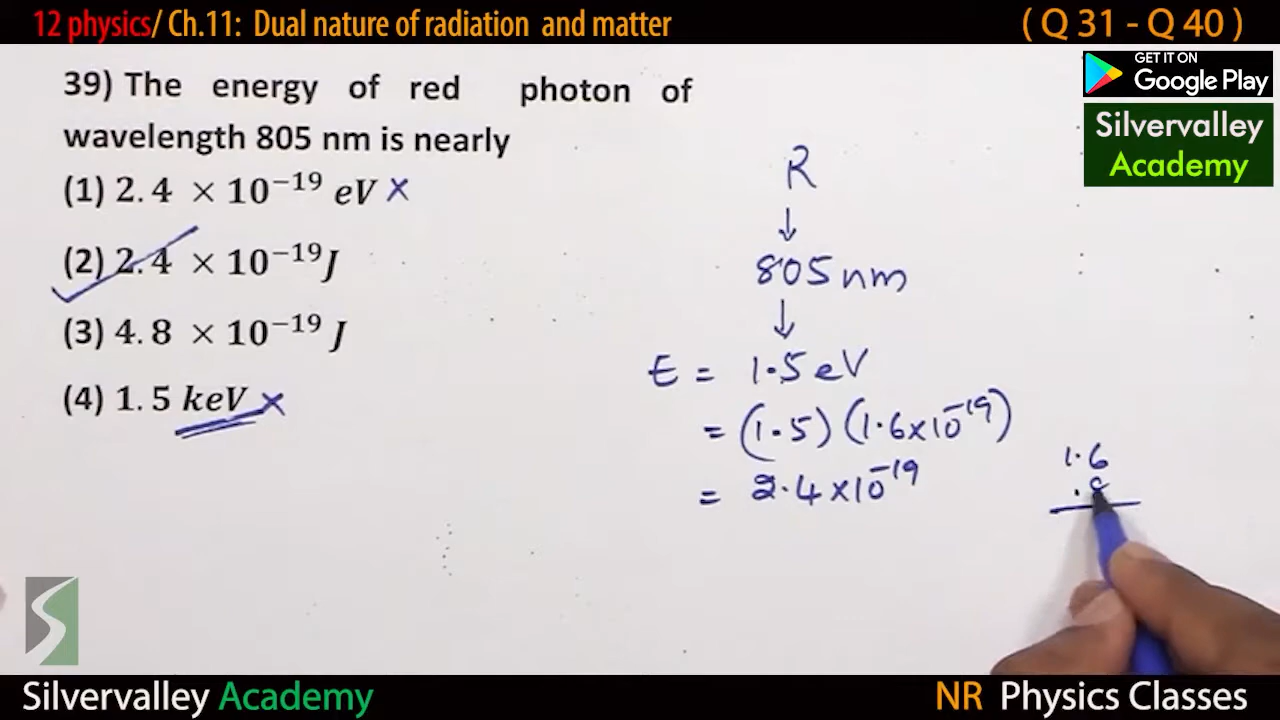 12 physics/ Ch.11: Dual nature of radiation and matter
( Q 31 - Q 40 )
GET IT ON
Google Play
Silvervalley
Academy
39) The energy of red photon of
wavelength 805 nm is nearly
(1) 2.4 × 10⁻¹⁹ eV ×
(2) 2.4 × 10⁻¹⁹ J
(3) 4.8 × 10⁻¹⁹ J
(4) 1.5 keV ×
R
↓
805 nm
↓
E = 1.5 eV
= (1.5) (1.6×10⁻¹⁹)
= 2.4×10⁻¹⁹
1.6
Silvervalley Academy
NR Physics Classes